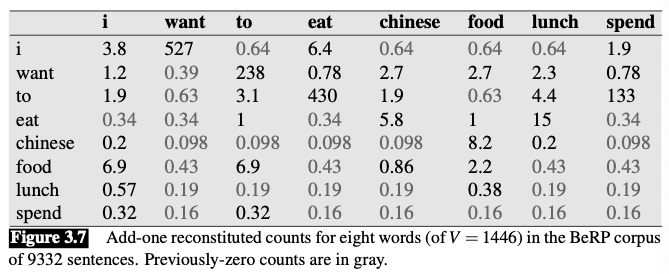 i want to eat chinese food lunch spend
i 3.8 527 0.64 6.4 0.64 0.64 0.64 1.9
want 1.2 0.39 238 0.78 2.7 2.7 2.3 0.78
to 1.9 0.63 3.1 430 1.9 0.63 4.4 133
eat 0.34 0.34 1 0.34 5.8 1 15 0.34
chinese 0.2 0.098 0.098 0.098 0.098 8.2 0.2 0.098
food 6.9 0.43 6.9 0.43 0.86 2.2 0.43 0.43
lunch 0.57 0.19 0.19 0.19 0.19 0.38 0.19 0.19
spend 0.32 0.16 0.32 0.16 0.16 0.16 0.16 0.16
Figure 3.7 Add-one reconstituted counts for eight words (of V = 1446) in the BeRP corpus
of 9332 sentences. Previously-zero counts are in gray.